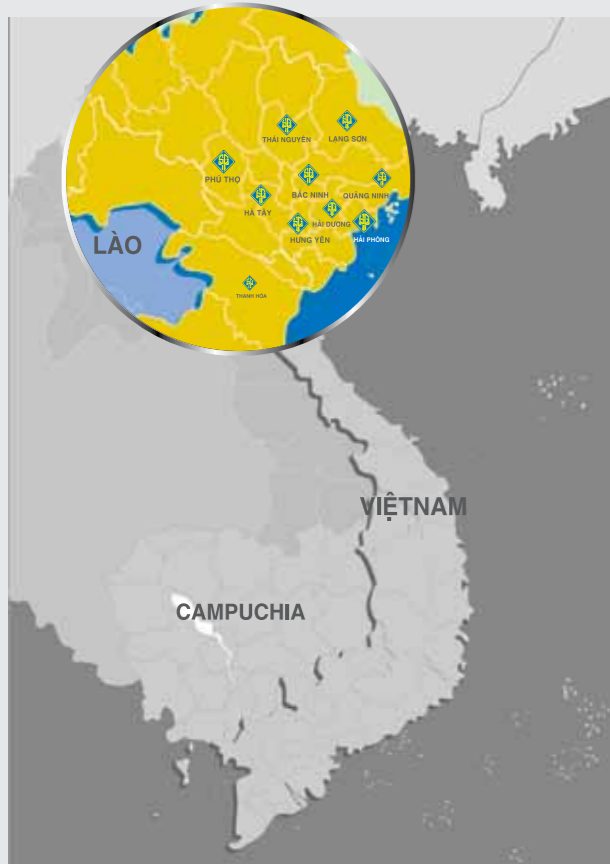 THÁI NGUYÊN
LẠNG SƠN
PHÚ THỌ
BẮC NINH
QUẢNG NINH
HÀ TÂY
HẢI DƯƠNG
HƯNG YÊN
HẢI PHÒNG
LÀO
THANH HÓA
VIỆTNAM
CAMPUCHIA